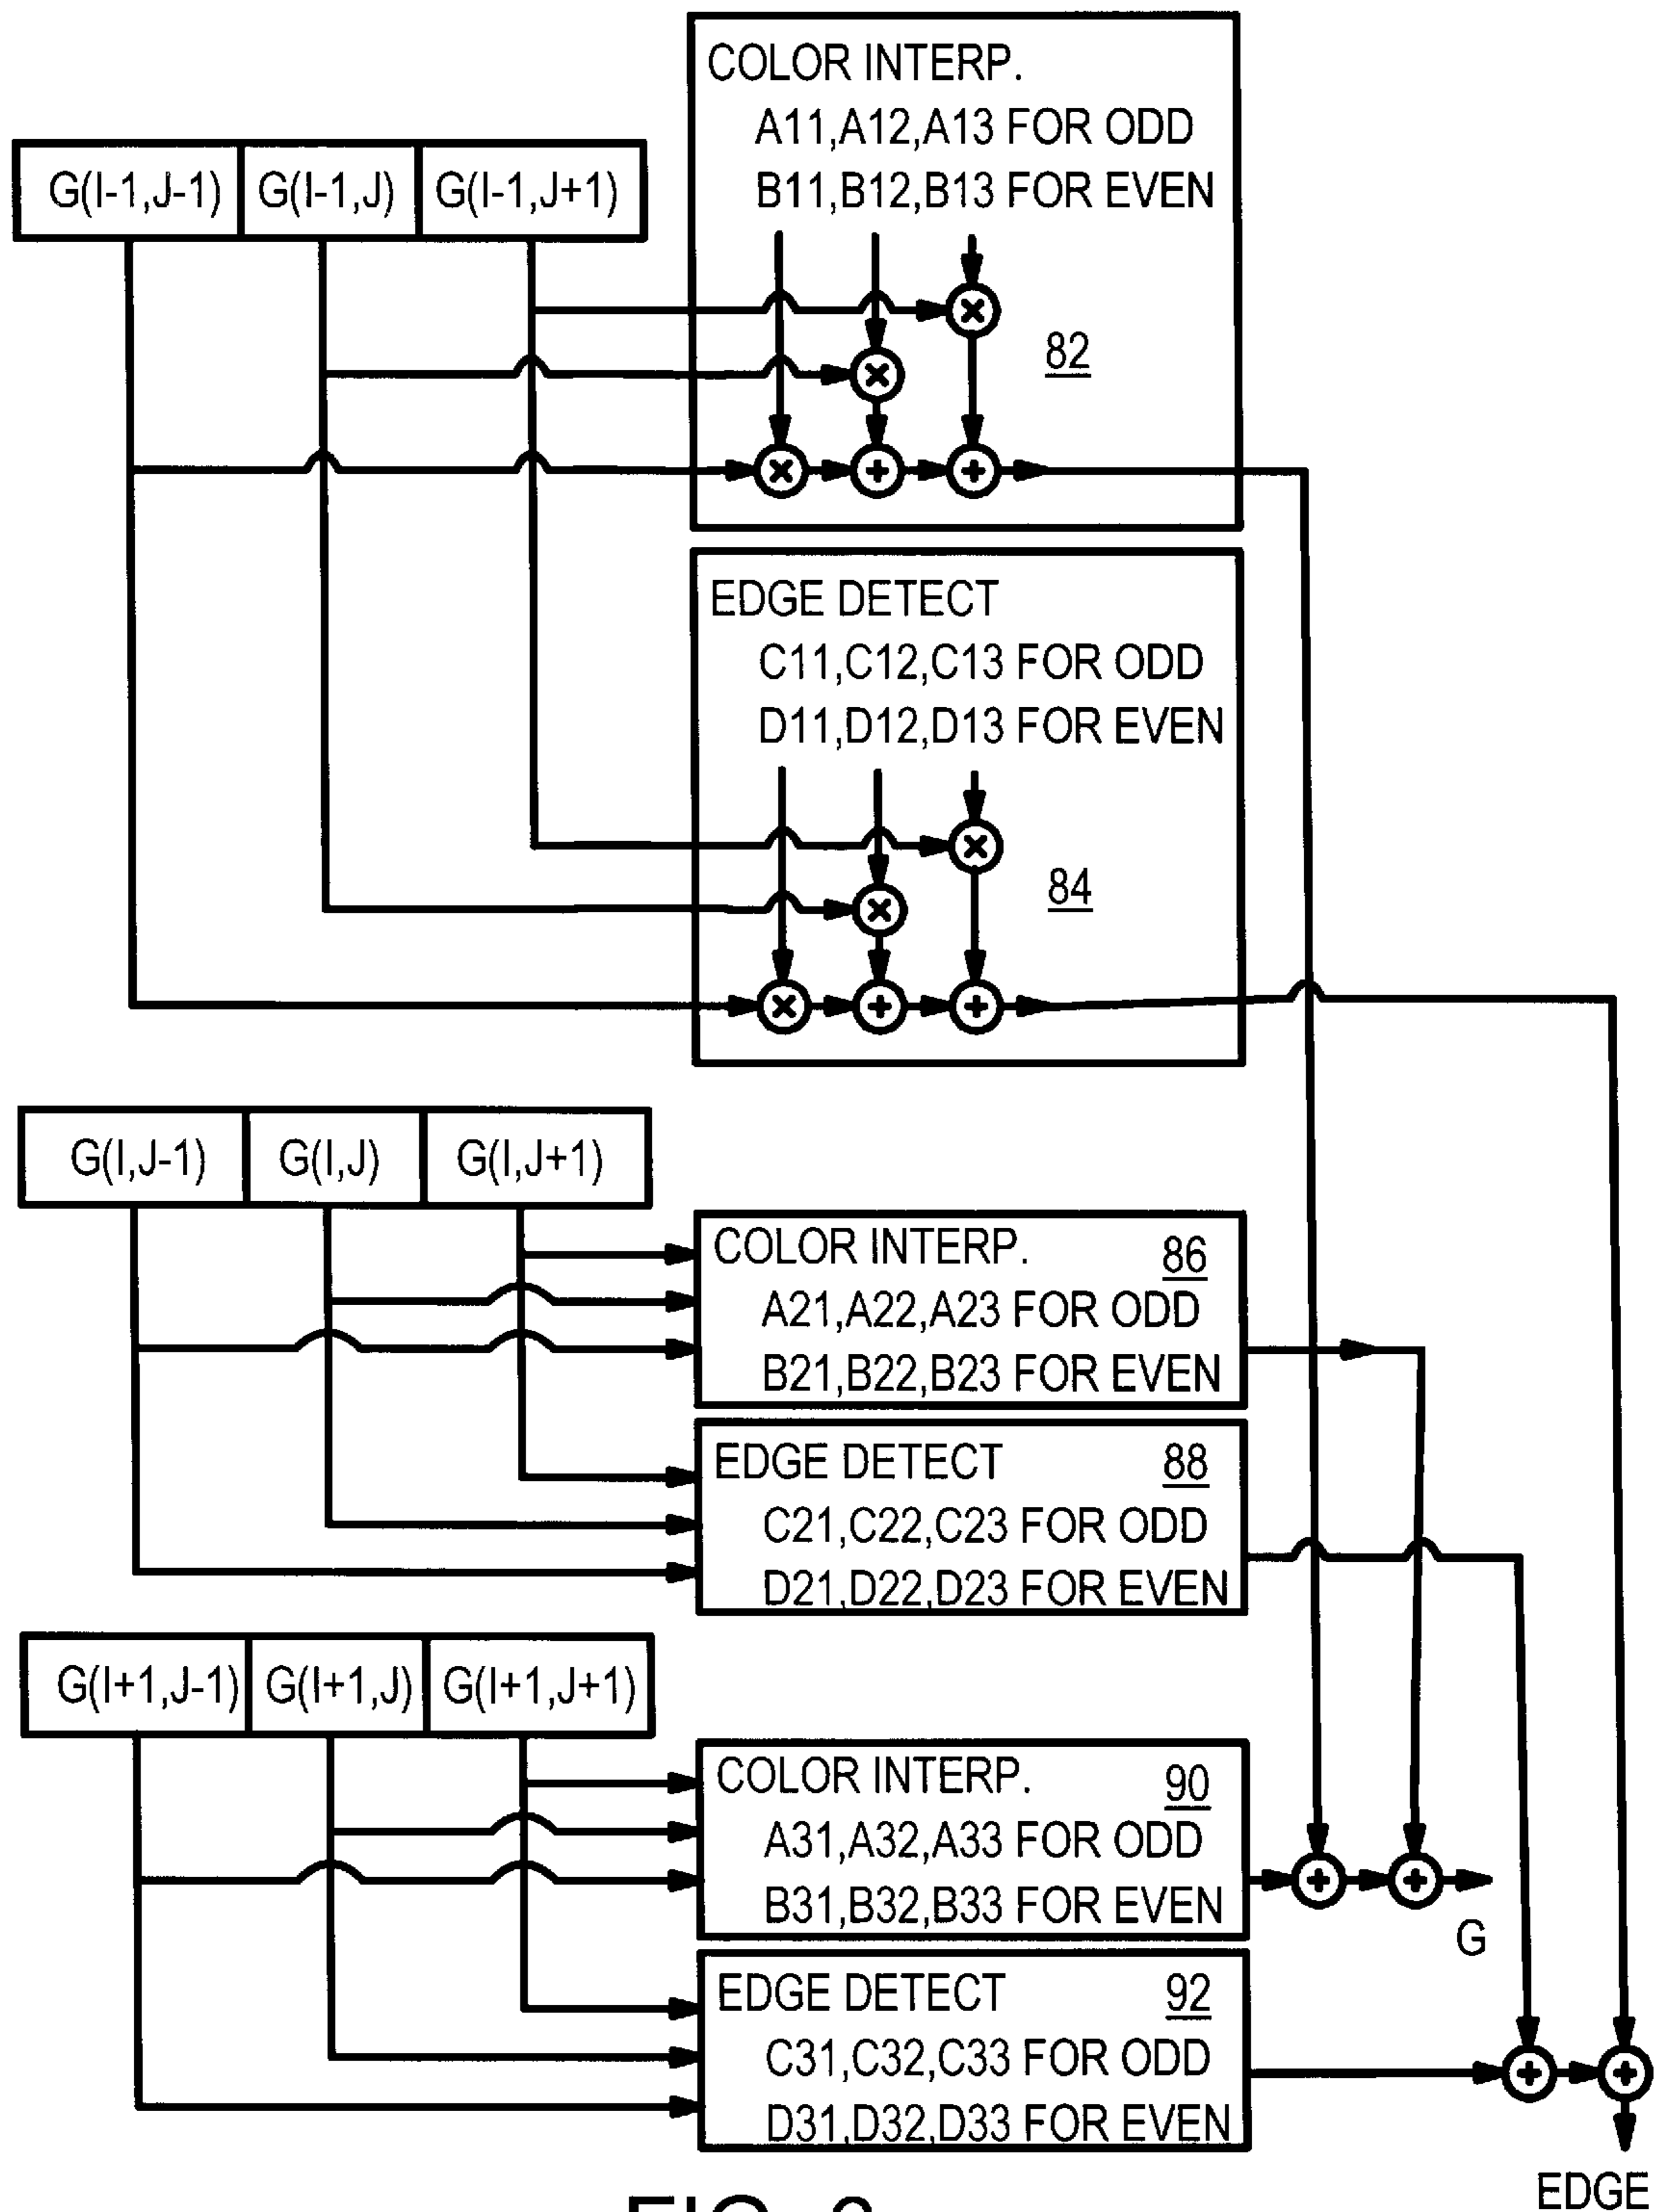 COLOR INTERP.
A11,A12,A13 FOR ODD
B11,B12,B13 FOR EVEN
G(I-1,J-1) G(I-1,J) G(I-1,J+1)
82
EDGE DETECT
C11,C12,C13 FOR ODD
D11,D12,D13 FOR EVEN
84
G(I,J-1) G(I,J) G(I,J+1)
COLOR INTERP. 86
A21,A22,A23 FOR ODD
B21,B22,B23 FOR EVEN
EDGE DETECT 88
C21,C22,C23 FOR ODD
D21,D22,D23 FOR EVEN
G(I+1,J-1) G(I+1,J) G(I+1,J+1)
COLOR INTERP. 90
A31,A32,A33 FOR ODD
B31,B32,B33 FOR EVEN
G
EDGE DETECT 92
C31,C32,C33 FOR ODD
D31,D32,D33 FOR EVEN
EDGE
FIG.